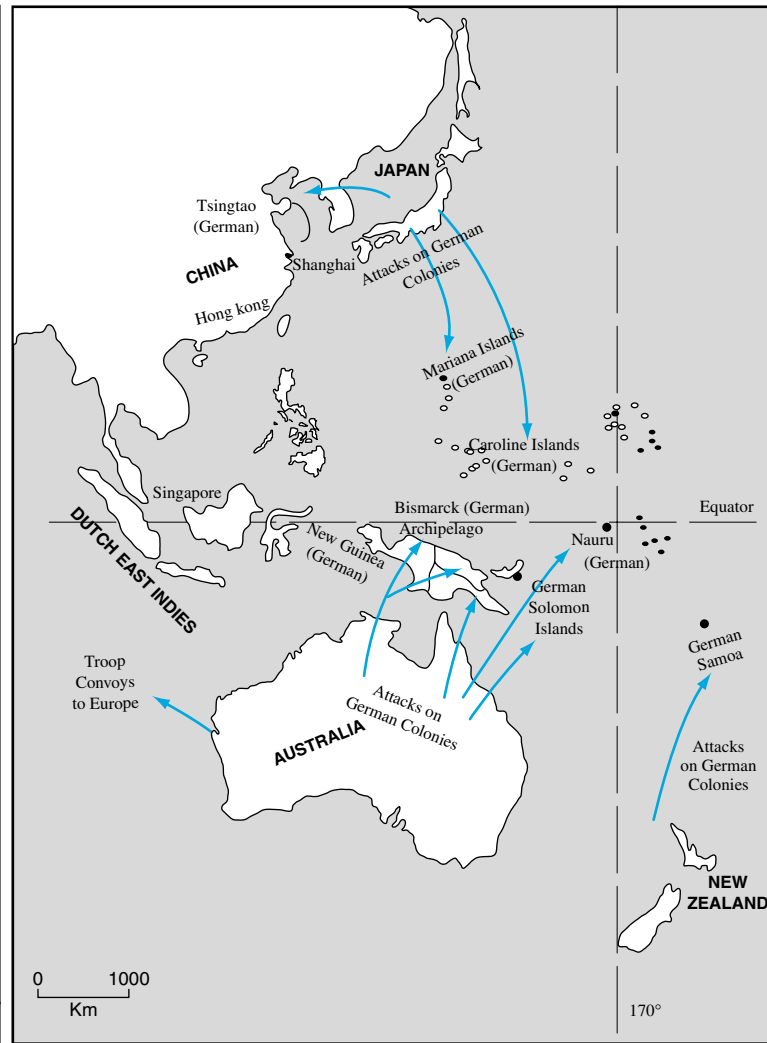 JAPAN
Tsingtao
(German)
Attacks on German
Colonies
CHINA
Shanghai
Hong kong
Mariana Islands
(German)
Caroline Islands
(German)
Singapore
Bismarck (German)
Archipelago
Equator
New Guinea
(German)
Nauru
(German)
DUTCH EAST INDIES
German
Solomon
Islands
German
Samoa
Troop
Convoys
to Europe
Attacks on
German Colonies
AUSTRALIA
Attacks
on German
Colonies
NEW
ZEALAND
0 1000
Km
170°